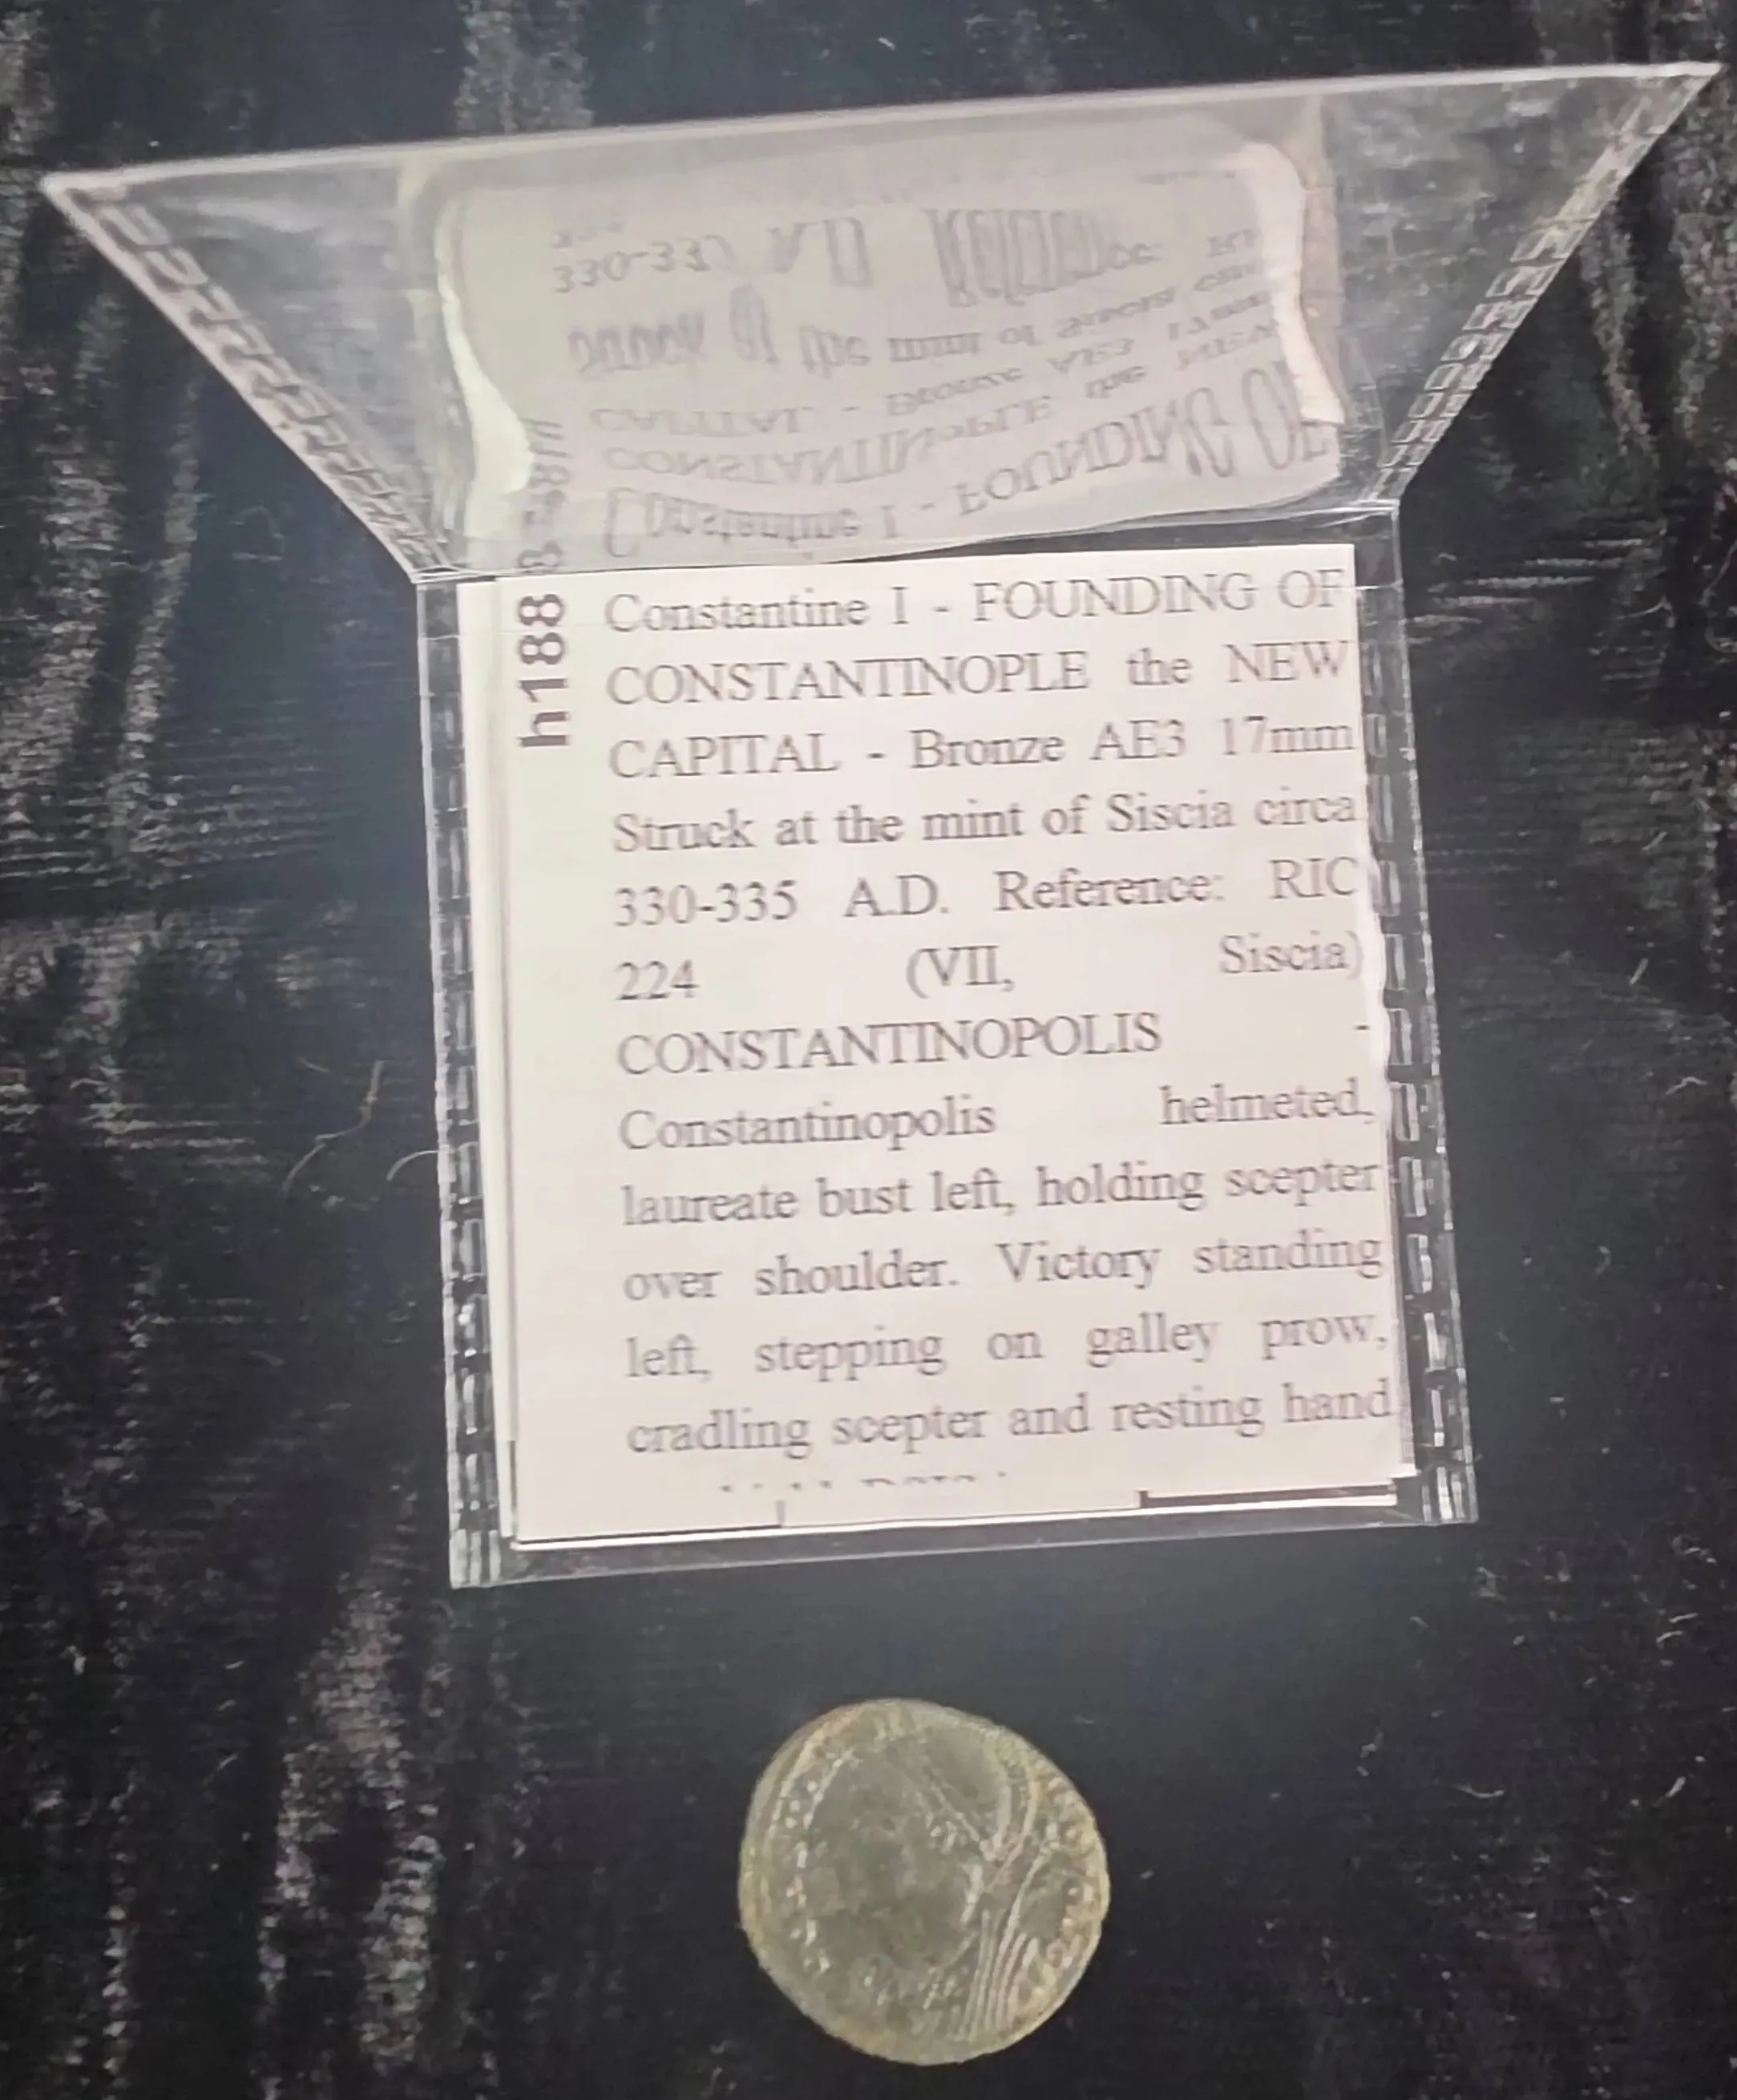 h188
Constantine I - FOUNDING OF
CONSTANTINOPLE the NEW
CAPITAL - Bronze AE3 17mm
Struck at the mint of Siscia circa
330-335 A.D. Reference: RIC
224 (VII, Siscia)
CONSTANTINOPOLIS -
Constantinopolis helmeted,
laureate bust left, holding scepter
over shoulder. Victory standing
left, stepping on galley prow,
cradling scepter and resting hand